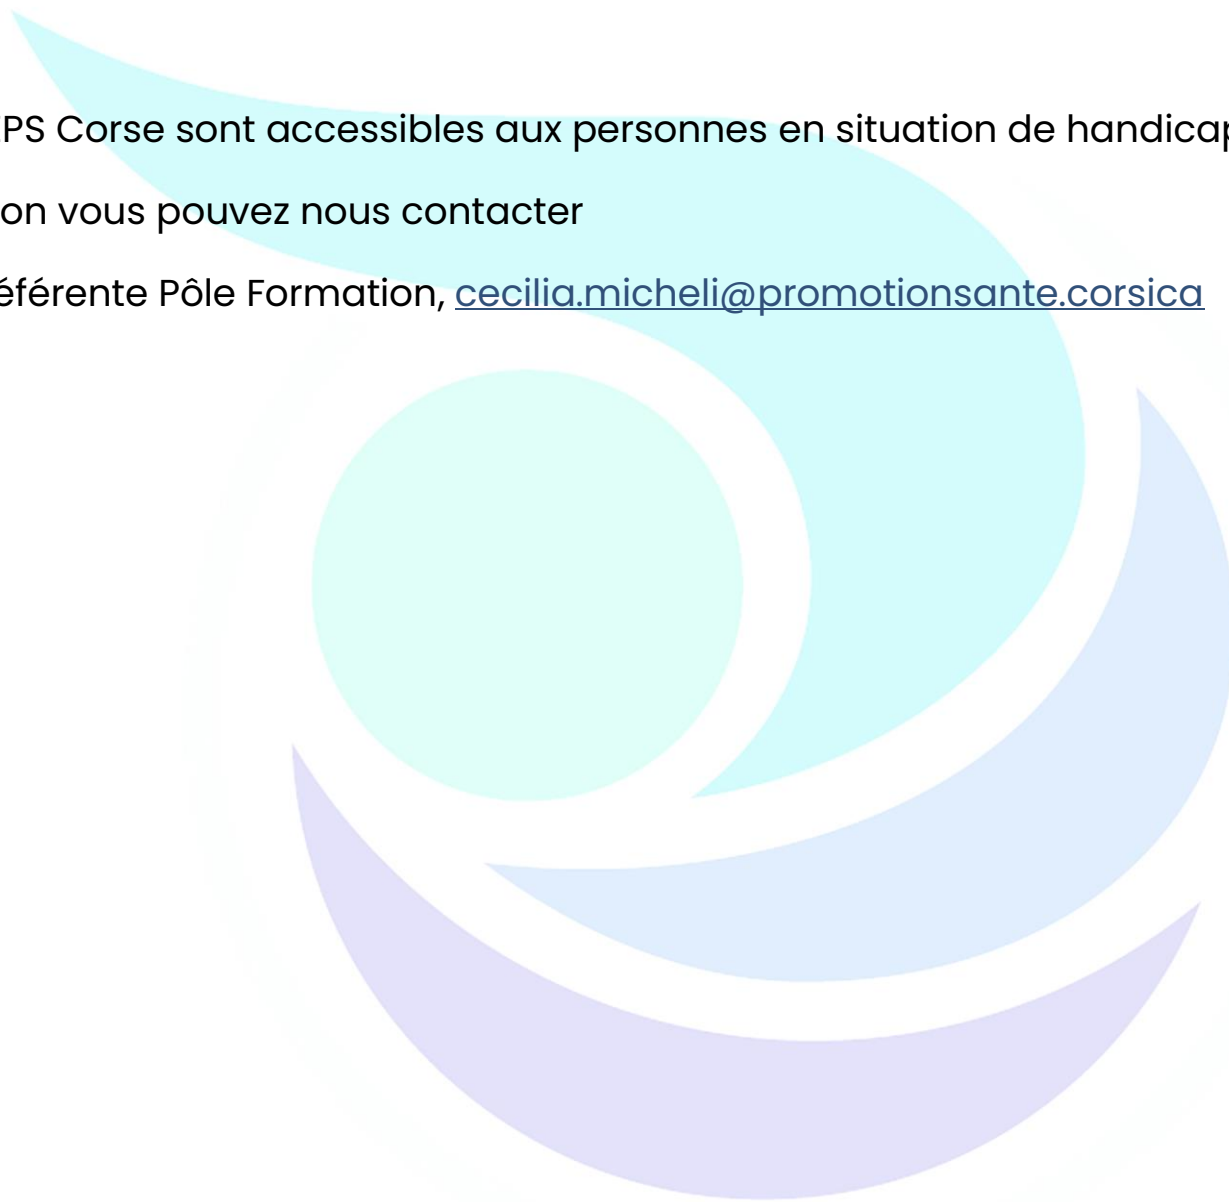 PS Corse sont accessibles aux personnes en situation de handicap
on vous pouvez nous contacter
éférente Pôle Formation, cecilia.micheli@promotionsante.corsica